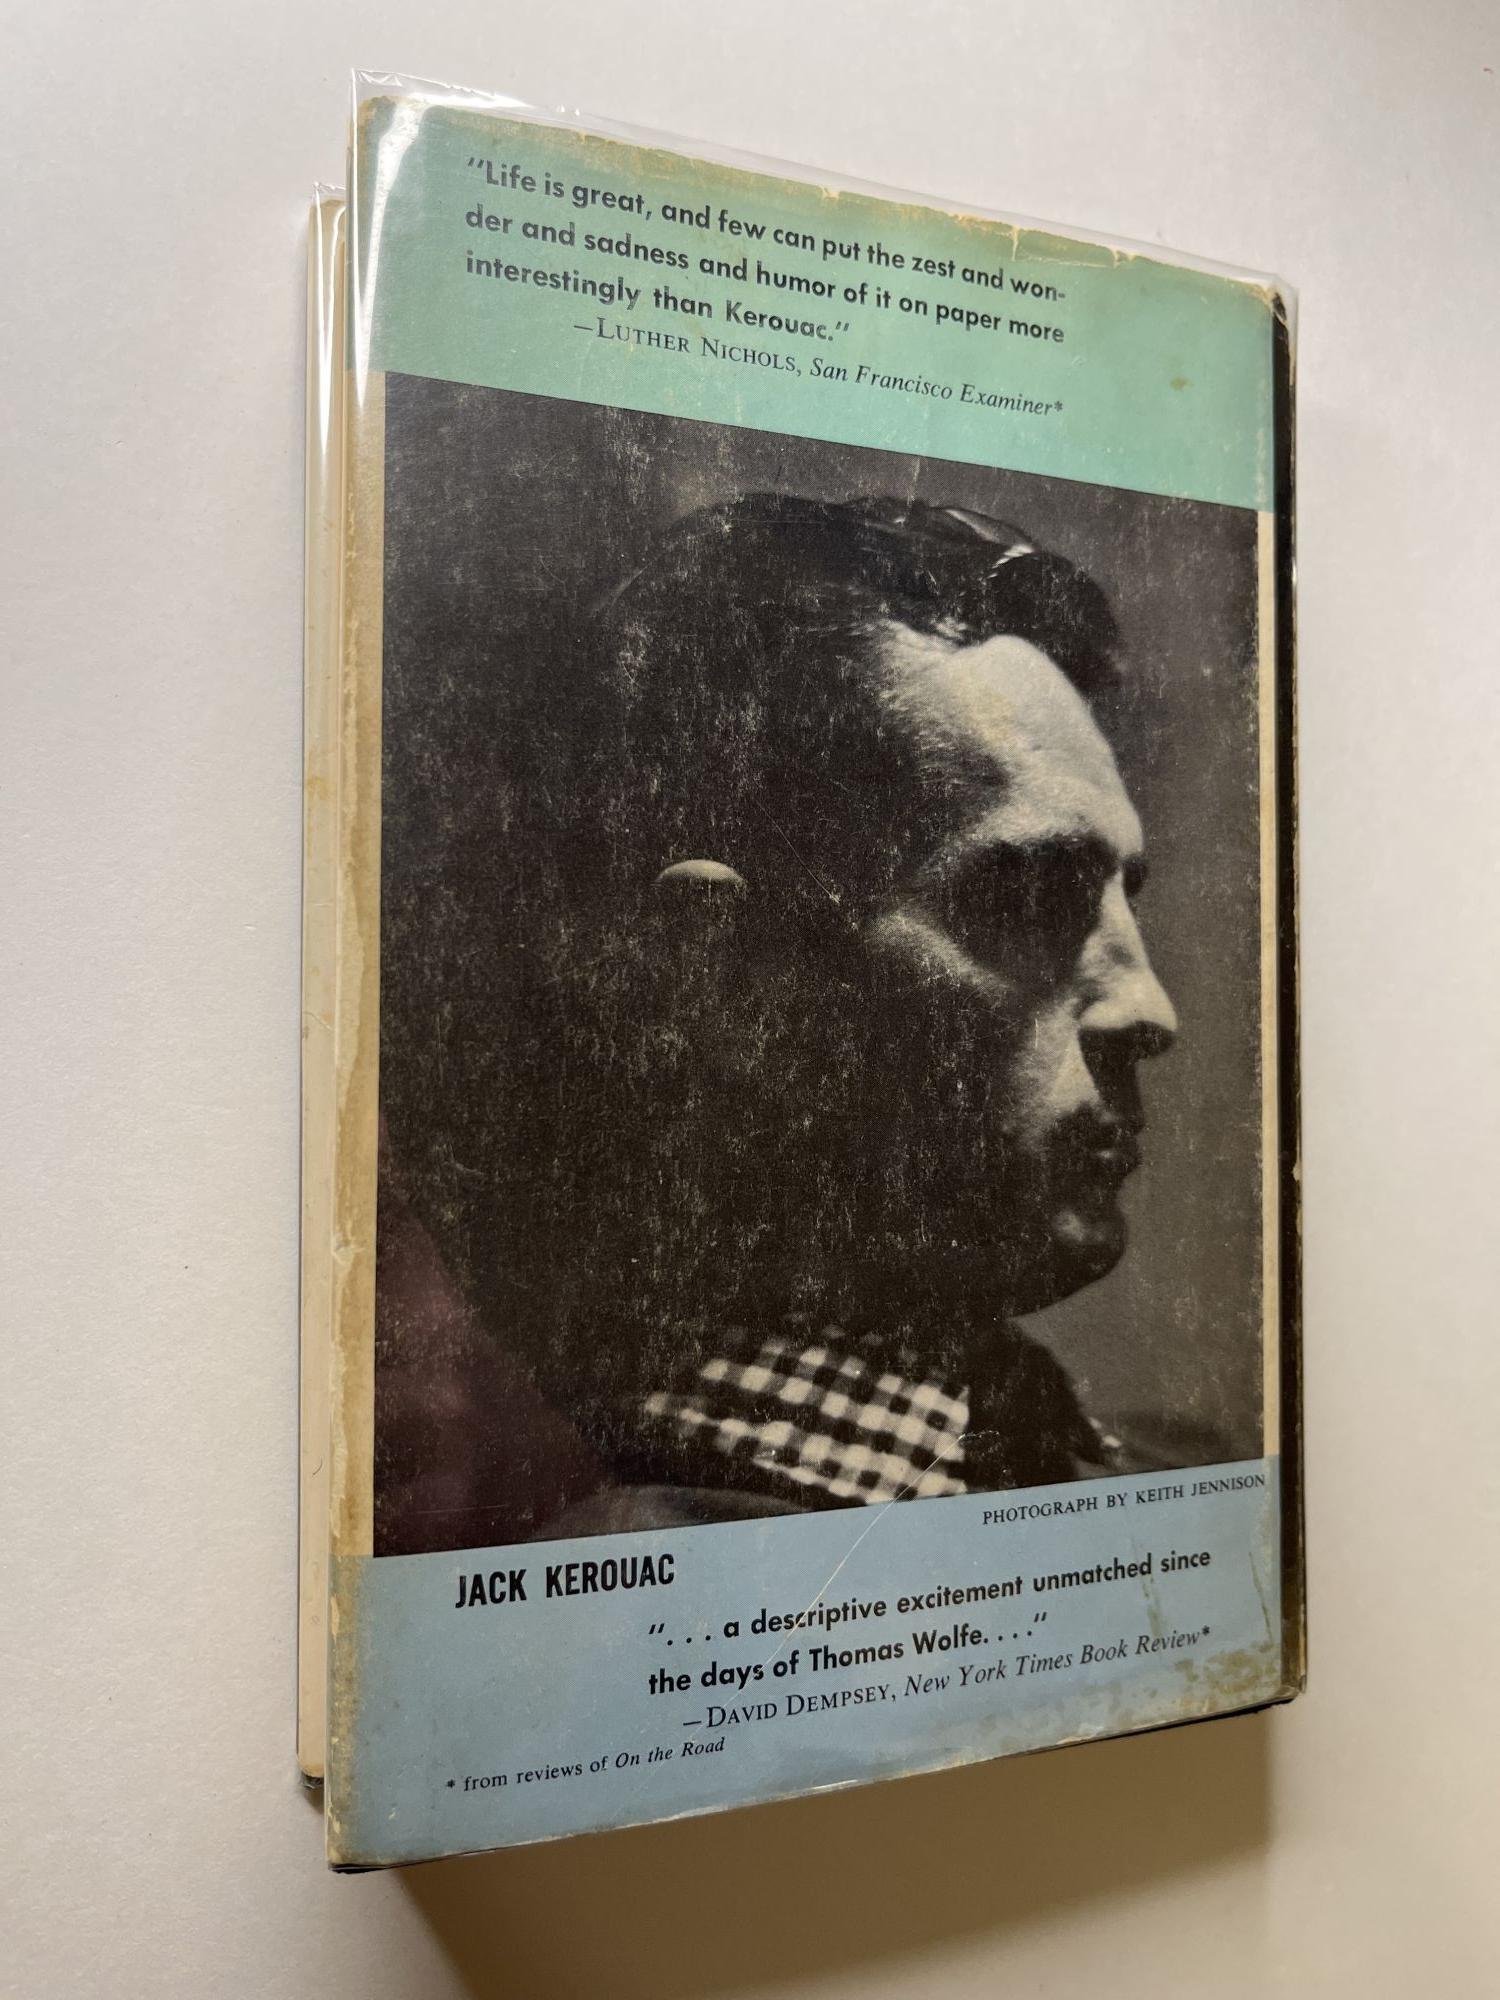 "Life is great, and few can put the zest and won-
der and sadness and humor of it on paper more
interestingly than Kerouac."
—LUTHER NICHOLS, San Francisco Examiner*
PHOTOGRAPH BY KEITH JENNISON
JACK KEROUAC
". . . a descriptive excitement unmatched since
the days of Thomas Wolfe. . . ."
—DAVID DEMPSEY, New York Times Book Review*
* from reviews of On the Road